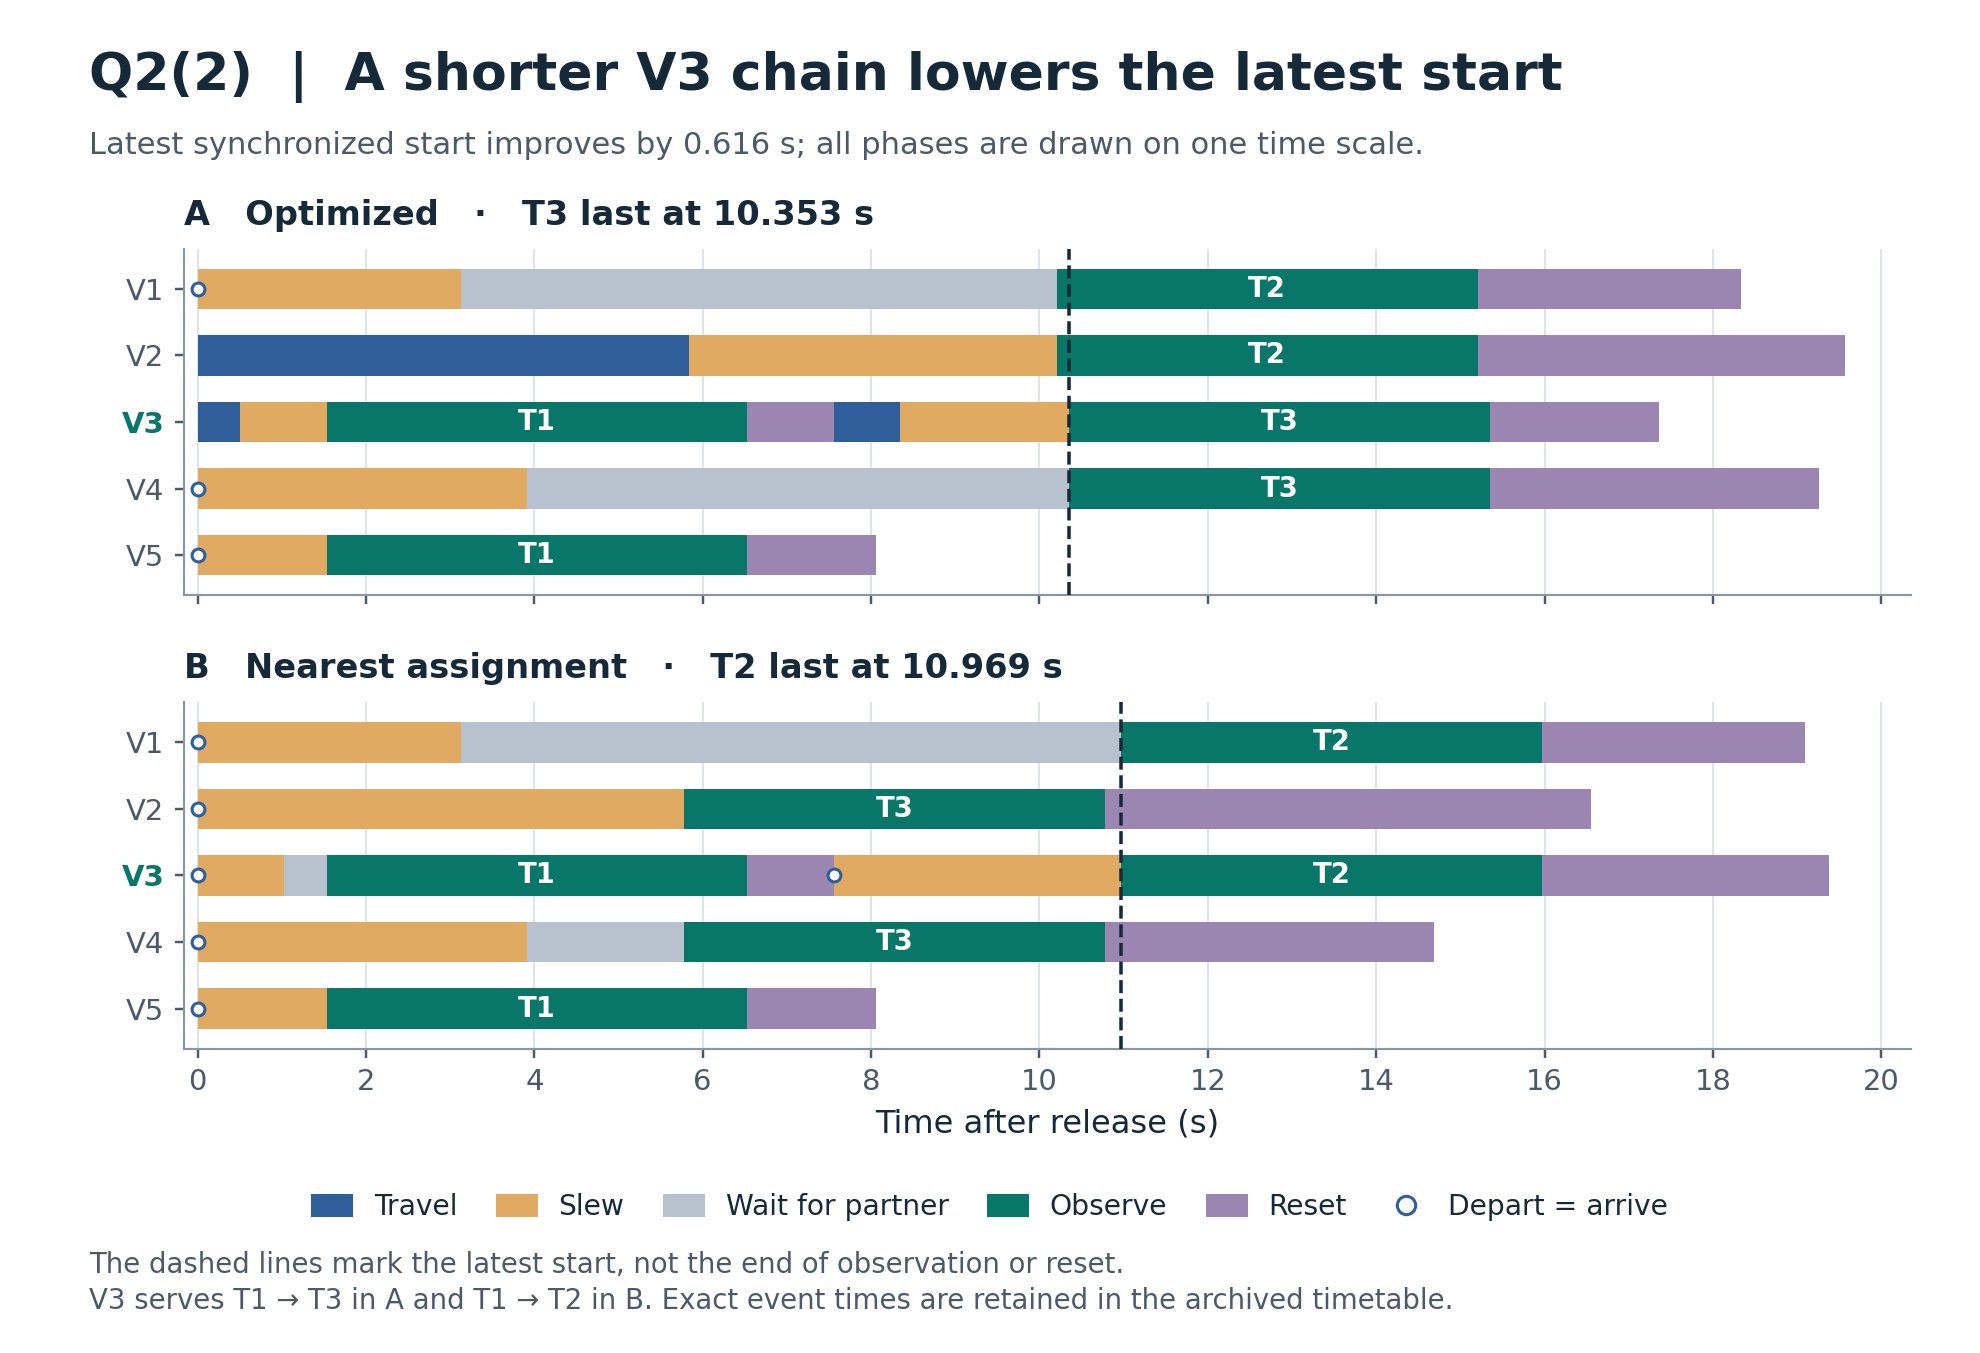 Q2(2) | A shorter V3 chain lowers the latest start
Latest synchronized start improves by 0.616 s; all phases are drawn on one time scale.
A Optimized · T3 last at 10.353 s
V1 T2
V2 T2
V3 T1 T3
V4 T3
V5 T1
B Nearest assignment · T2 last at 10.969 s
V1 T2
V2 T3
V3 T1 T2
V4 T3
V5 T1
0 2 4 6 8 10 12 14 16 18 20
Time after release (s)
Travel Slew Wait for partner Observe Reset Depart = arrive
The dashed lines mark the latest start, not the end of observation or reset.
V3 serves T1 → T3 in A and T1 → T2 in B. Exact event times are retained in the archived timetable.